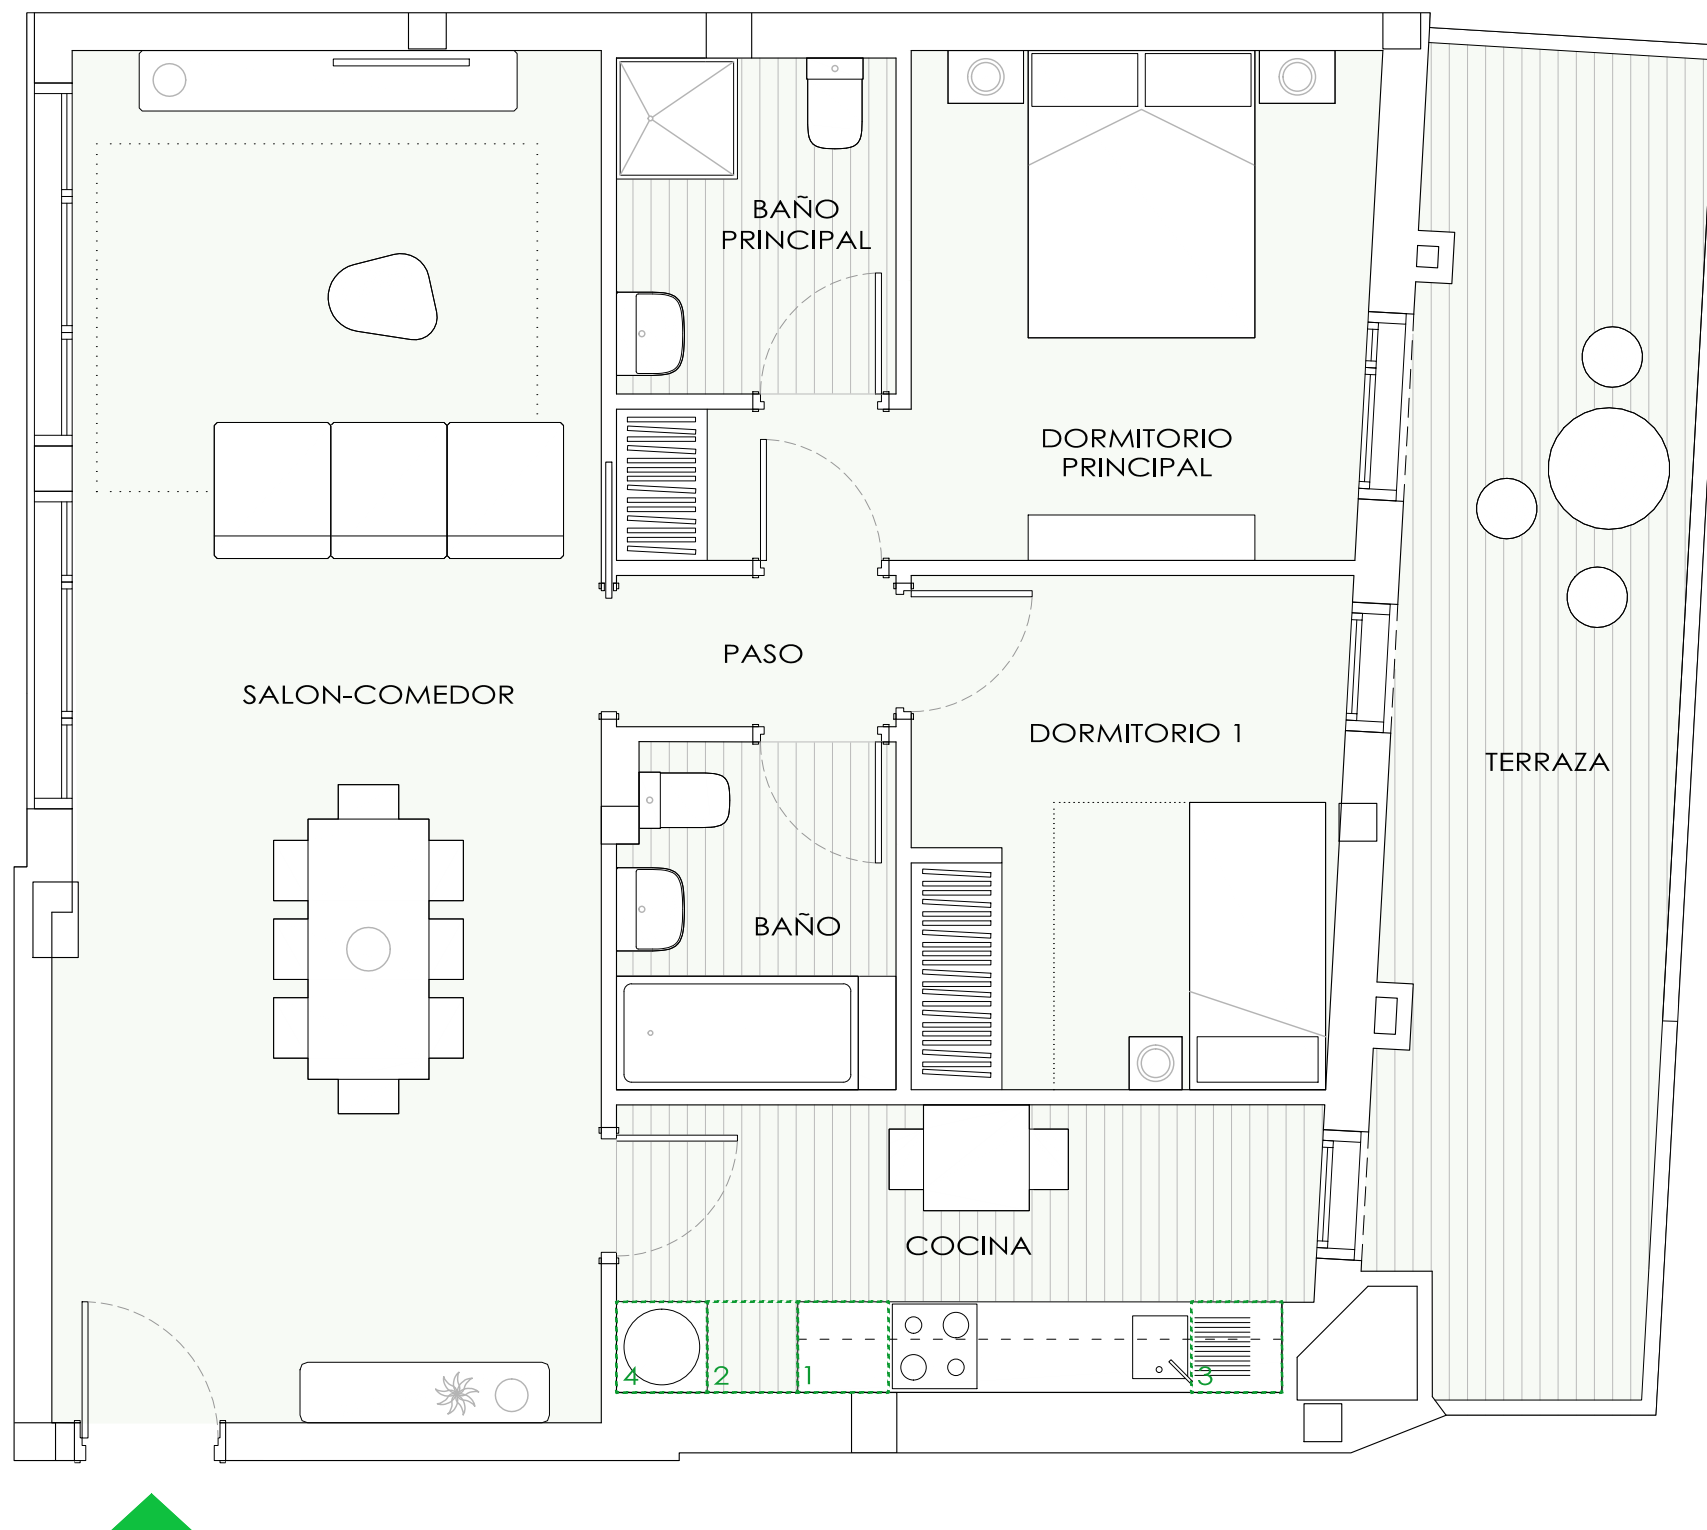 BAÑO
PRINCIPAL
DORMITORIO
PRINCIPAL
PASO
SALON-COMEDOR
DORMITORIO 1
TERRAZA
BAÑO
COCINA
4
2
1
3